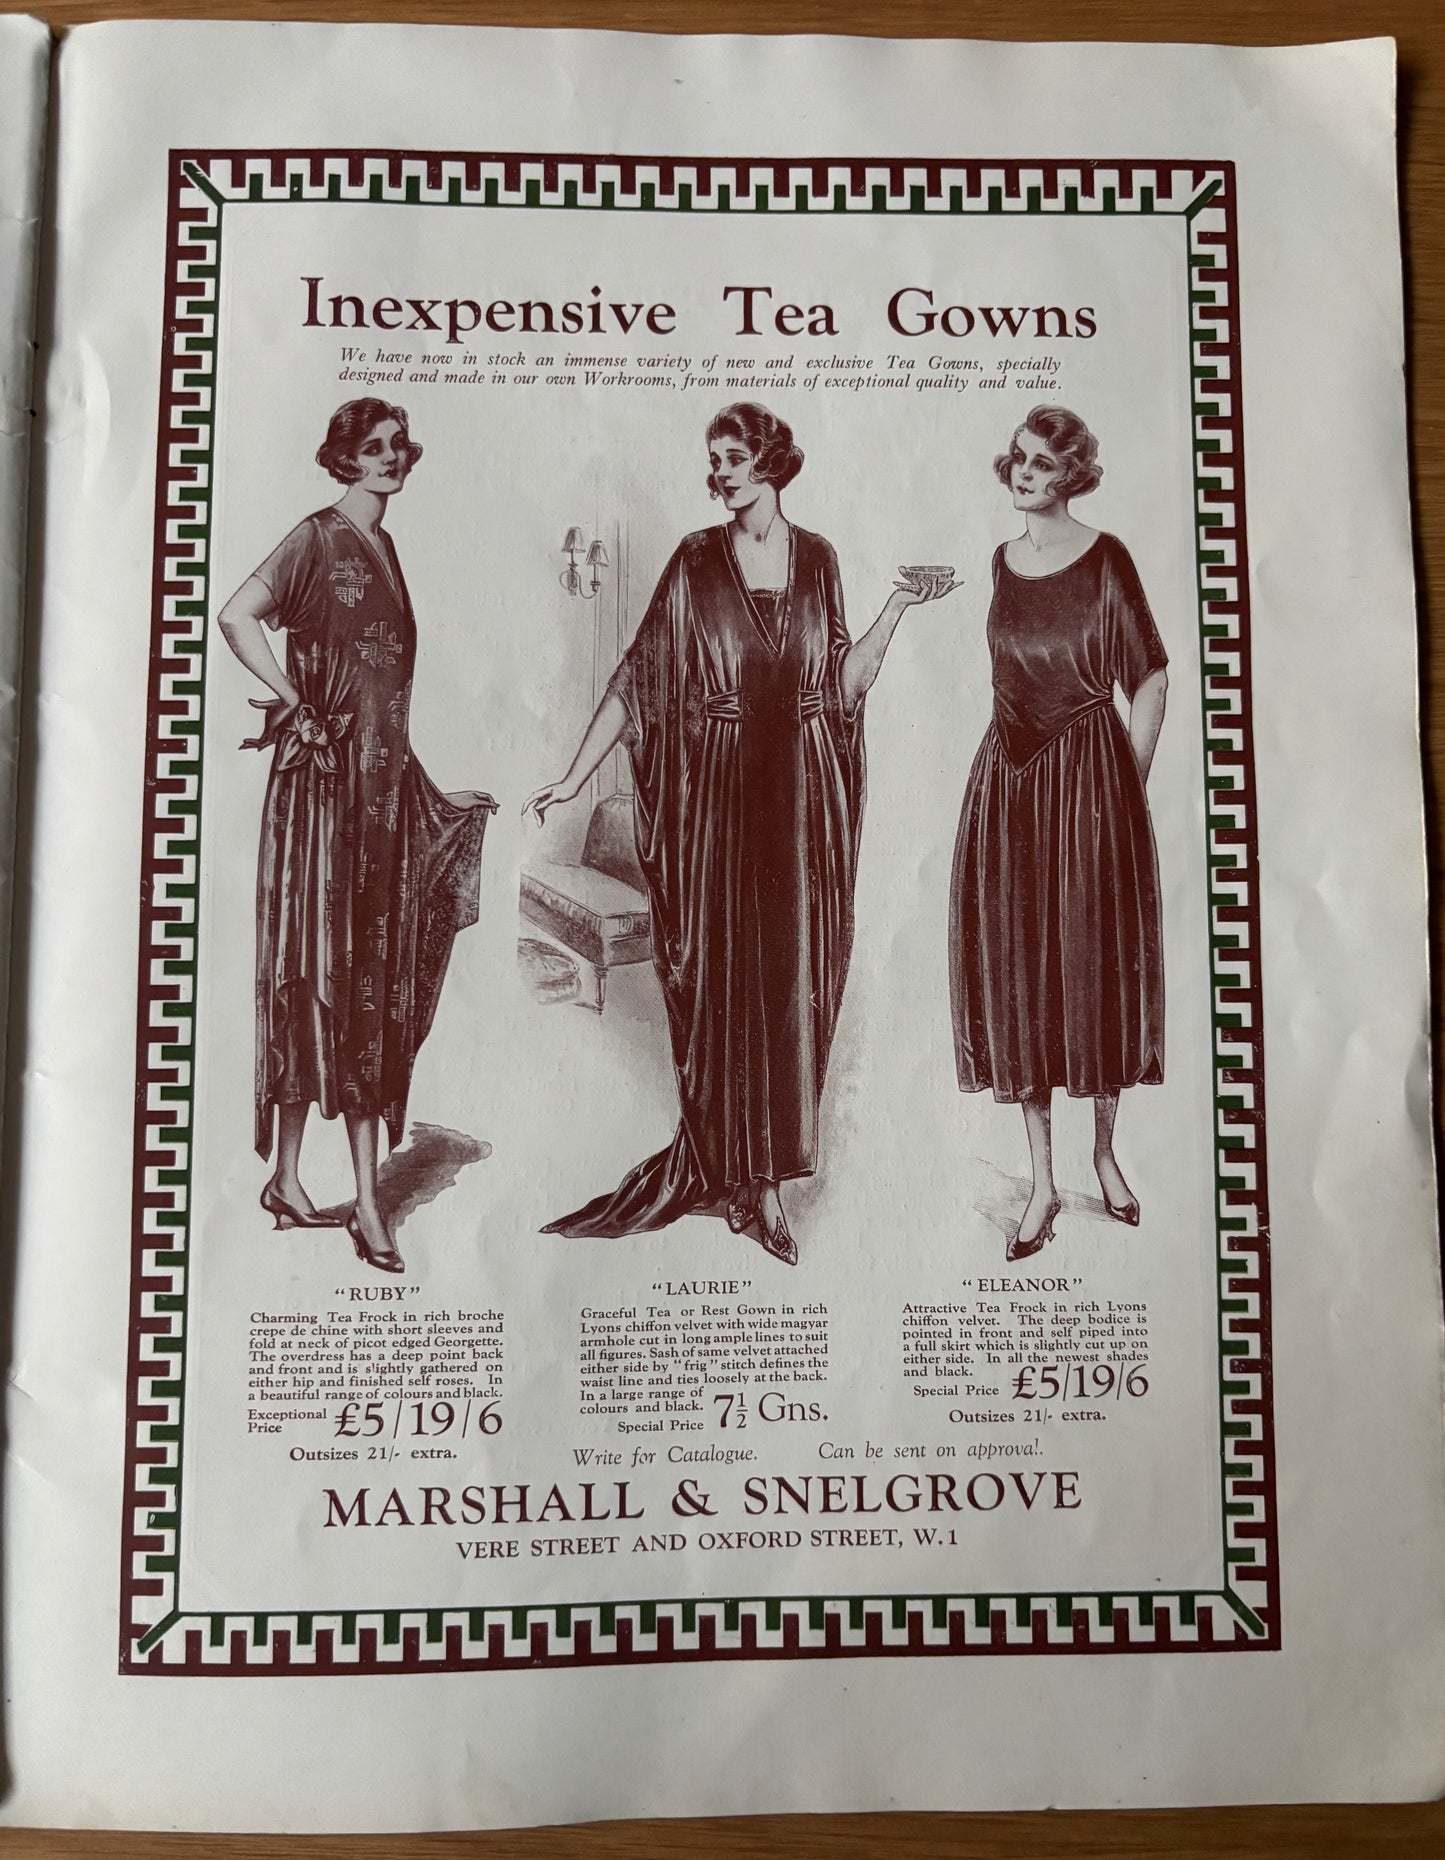 Inexpensive Tea Gowns
We have now in stock an immense variety of new and exclusive Tea Gowns, specially
designed and made in our own Workrooms, from materials of exceptional quality and value.
"RUBY"
Charming Tea Frock in rich broche
crepe de chine with short sleeves and
fold at neck of picot edged Georgette.
The overdress has a deep point back
and front and is slightly gathered on
either hip and finished self roses. In
a beautiful range of colours and black.
Exceptional
Price £5/19/6
Outsizes 21/- extra.
"LAURIE"
Graceful Tea or Rest Gown in rich
Lyons chiffon velvet with wide magyar
armhole cut in long ample lines to suit
all figures. Sash of same velvet attached
either side by "frig" stitch defines the
waist line and ties loosely at the back.
In a large range of
colours and black.
Special Price 7½ Gns.
"ELEANOR"
Attractive Tea Frock in rich Lyons
chiffon velvet. The deep bodice is
pointed in front and self piped into
a full skirt which is slightly cut up on
either side. In all the newest shades
and black.
Special Price £5/19/6
Outsizes 21/- extra.
Write for Catalogue. Can be sent on approval.
MARSHALL & SNELGROVE
VERE STREET AND OXFORD STREET, W.1